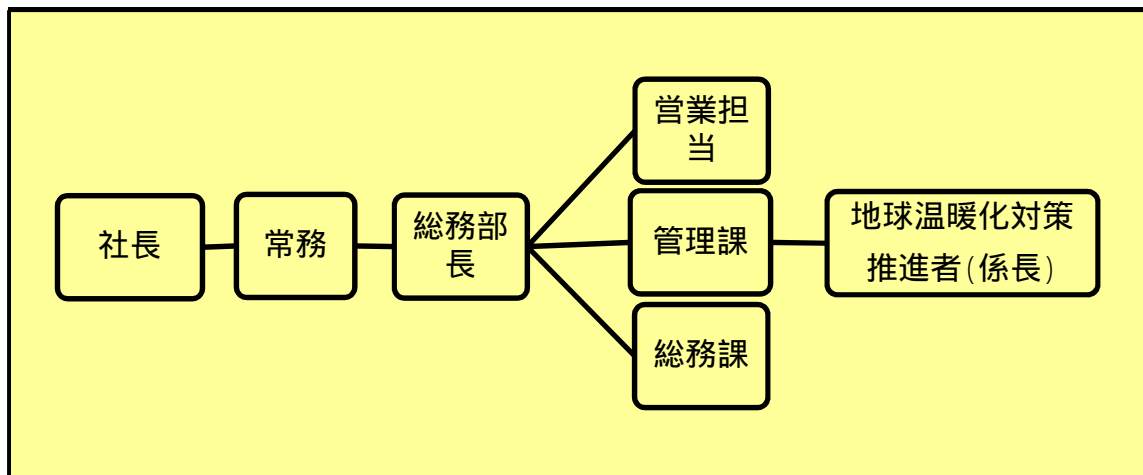 営業担
当
社長
常務
総務部
長
管理課
地球温暖化対策
推進者(係長)
総務課